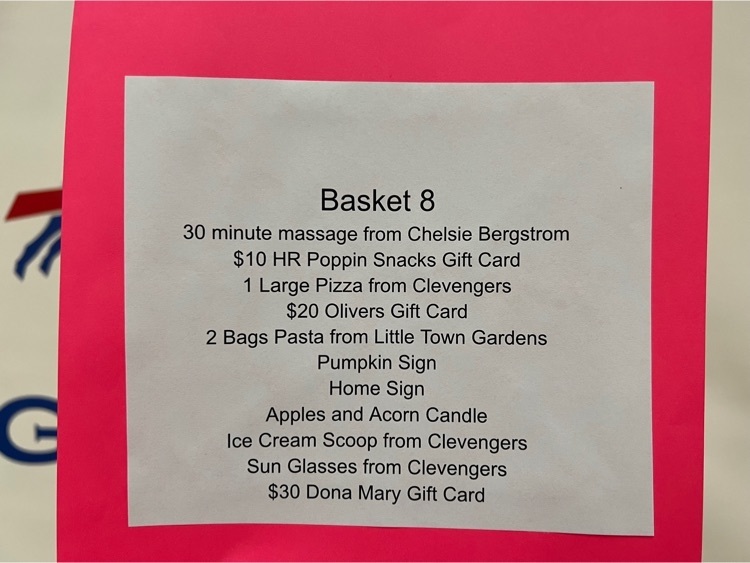 Basket 8
30 minute massage from Chelsie Bergstrom
$10 HR Poppin Snacks Gift Card
1 Large Pizza from Clevengers
$20 Olivers Gift Card
2 Bags Pasta from Little Town Gardens
Pumpkin Sign
Home Sign
Apples and Acorn Candle
Ice Cream Scoop from Clevengers
Sun Glasses from Clevengers
$30 Dona Mary Gift Card
G